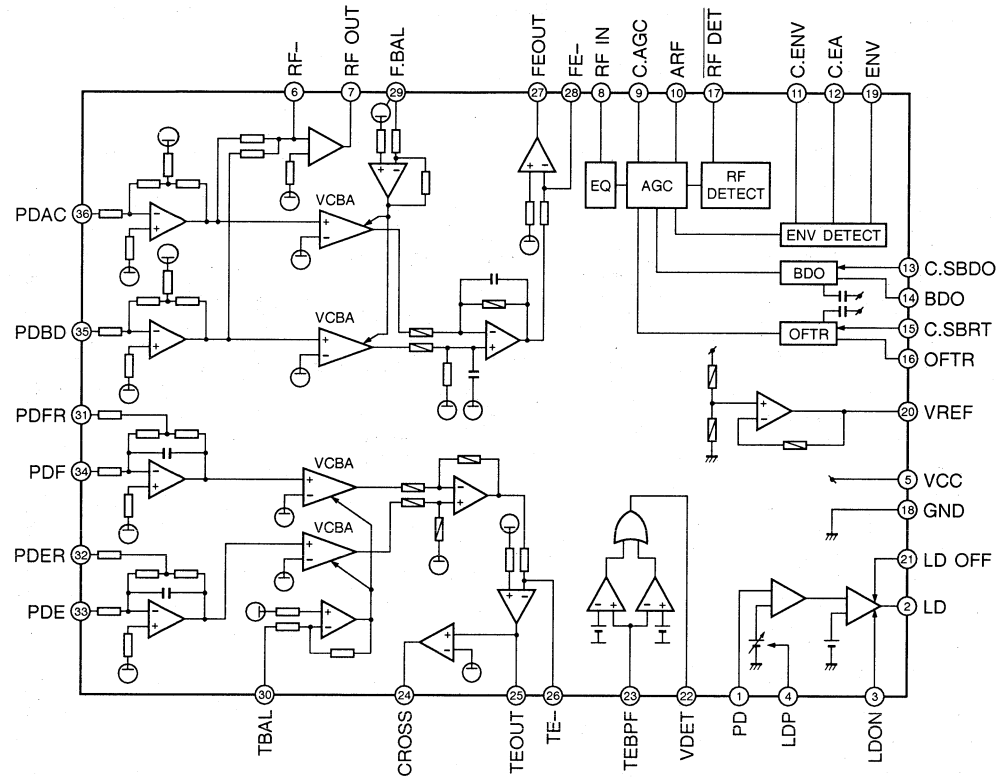 RF-
RF OUT
F.BAL
FEOUT
FE-
RF IN
C.AGC
ARF
RF DET
C.ENV
C.EA
ENV
6
7
29
27
28
8
9
10
17
11
12
19
PDAC
36
+
-
VCBA
+
-
+
-
+
-
EQ
AGC
RF
DETECT
ENV DETECT
BDO
13
C.SBDO
14
BDO
15
C.SBRT
OFTR
16
OFTR
PDBD
35
-
+
VCBA
+
-
-
+
PDFR
31
+
-
20
VREF
PDF
34
-
+
VCBA
+
-
-
+
5
VCC
18
GND
PDER
32
VCBA
+
-
21
LD OFF
PDE
33
-
+
+
-
+
-
+
-
-
+
+
-
2
LD
30
24
25
26
23
22
1
4
3
TBAL
CROSS
TEOUT
TE-
TEBPF
VDET
PD
LDP
LDON